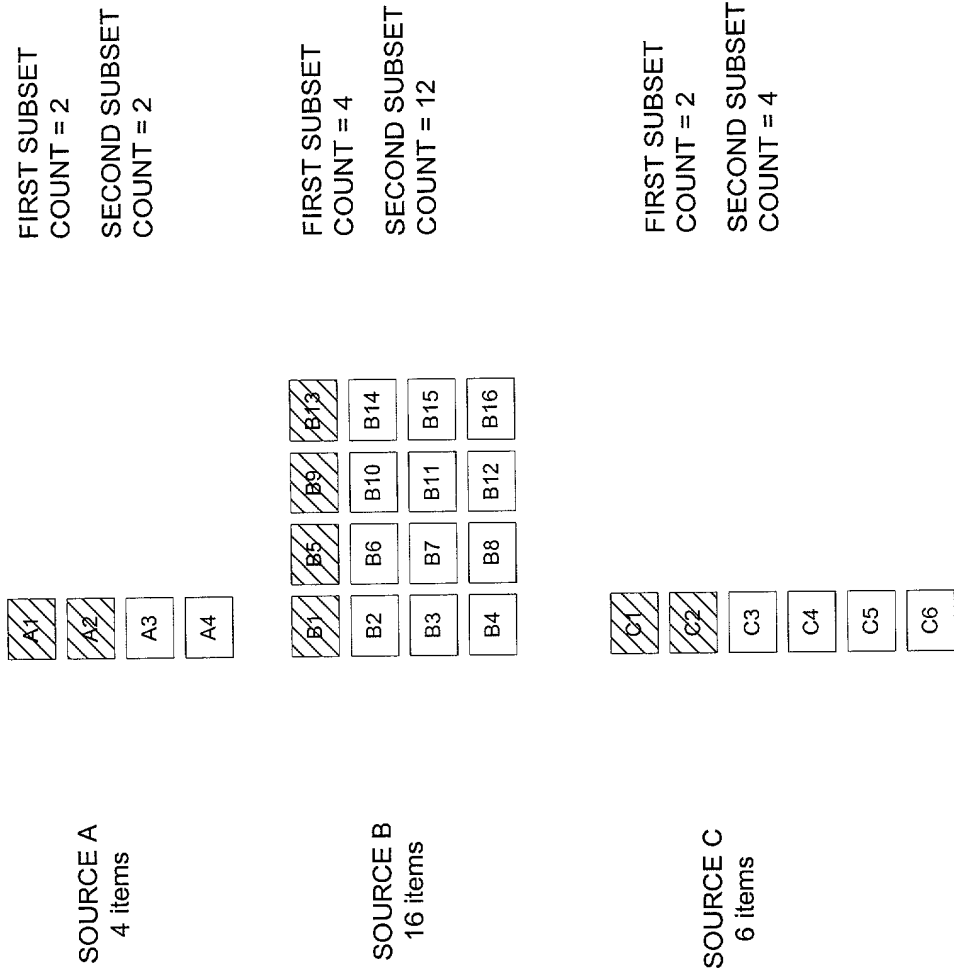 SOURCE A
4 items
A1
A2
A3
A4
FIRST SUBSET
COUNT = 2
SECOND SUBSET
COUNT = 2
SOURCE B
16 items
B1 B5 B9 B13
B2 B6 B10 B14
B3 B7 B11 B15
B4 B8 B12 B16
FIRST SUBSET
COUNT = 4
SECOND SUBSET
COUNT = 12
SOURCE C
6 items
C1
C2
C3
C4
C5
C6
FIRST SUBSET
COUNT = 2
SECOND SUBSET
COUNT = 4